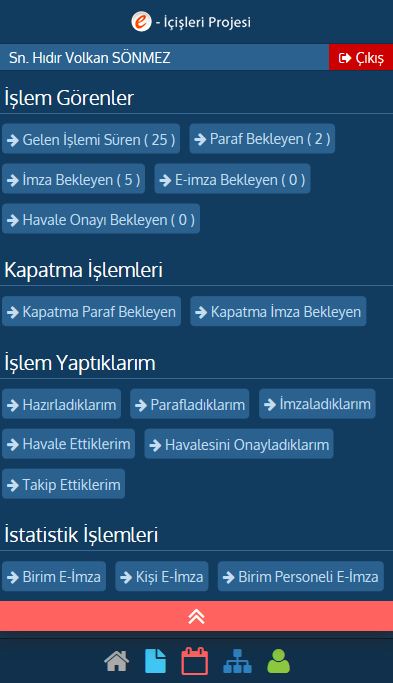 e - İçişleri Projesi
Sn. Hıdır Volkan SÖNMEZ Çıkış
İşlem Görenler
Gelen İşlemi Süren ( 25 ) Paraf Bekleyen ( 2 )
İmza Bekleyen ( 5 ) E-imza Bekleyen ( 0 )
Havale Onayı Bekleyen ( 0 )
Kapatma İşlemleri
Kapatma Paraf Bekleyen Kapatma İmza Bekleyen
İşlem Yaptıklarım
Hazırladıklarım Parafladıklarım İmzaladıklarım
Havale Ettiklerim Havalesini Onayladıklarım
Takip Ettiklerim
İstatistik İşlemleri
Birim E-İmza Kişi E-İmza Birim Personeli E-İmza